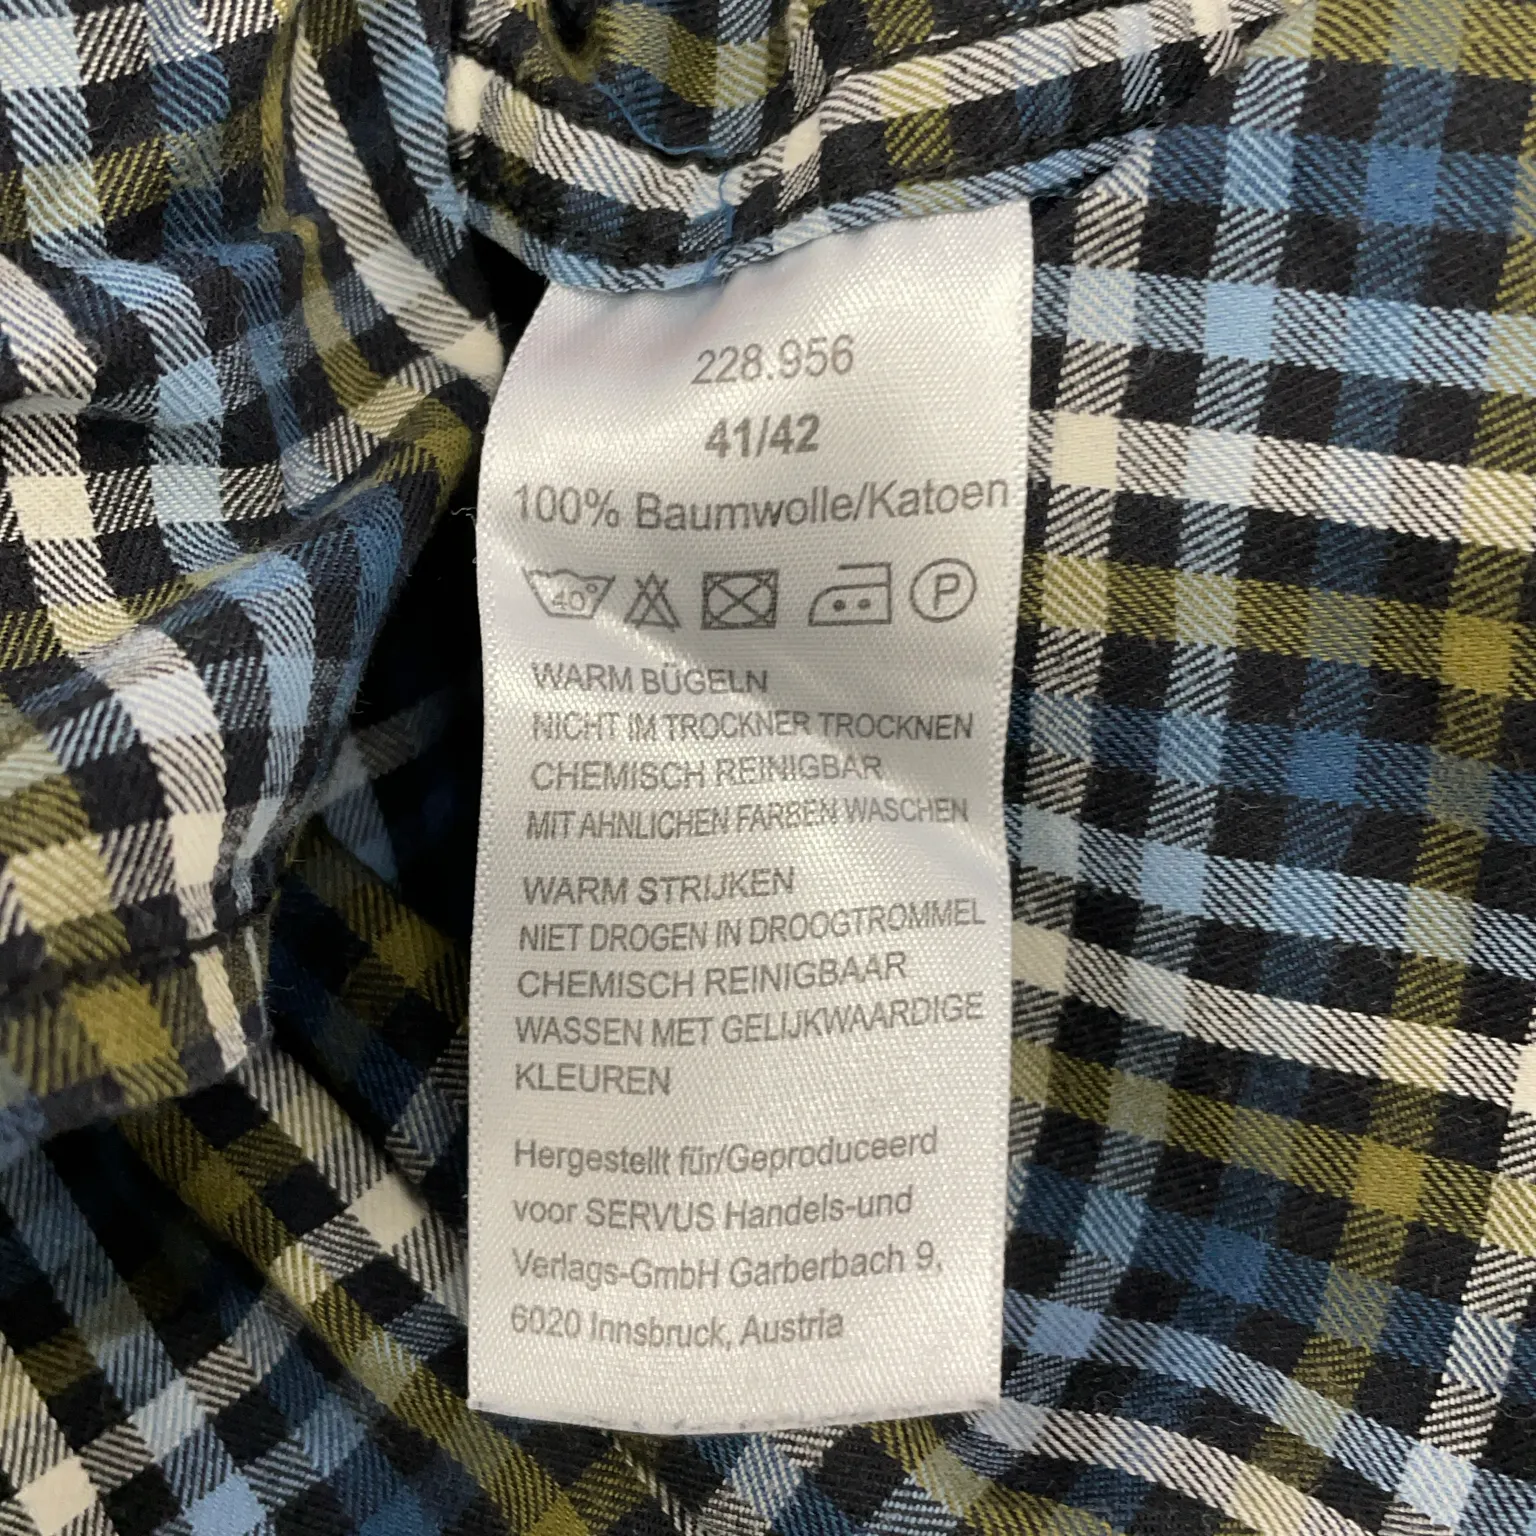 228.956
41/42
100% Baumwolle/Katoen
40° P
WARM BÜGELN
NICHT IM TROCKNER TROCKNEN
CHEMISCH REINIGBAR
MIT AHNLICHEN FARBEN WASCHEN
WARM STRIJKEN
NIET DROGEN IN DROOGTROMMEL
CHEMISCH REINIGBAAR
WASSEN MET GELIJKWAARDIGE
KLEUREN
Hergestellt für/Geproduceerd
voor SERVUS Handels-und
Verlags-GmbH Garberbach 9,
6020 Innsbruck, Austria